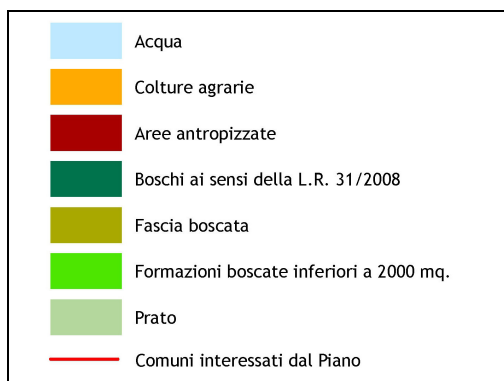 Acqua
Colture agrarie
Aree antropizzate
Boschi ai sensi della L.R. 31/2008
Fascia boscata
Formazioni boscate inferiori a 2000 mq.
Prato
Comuni interessati dal Piano